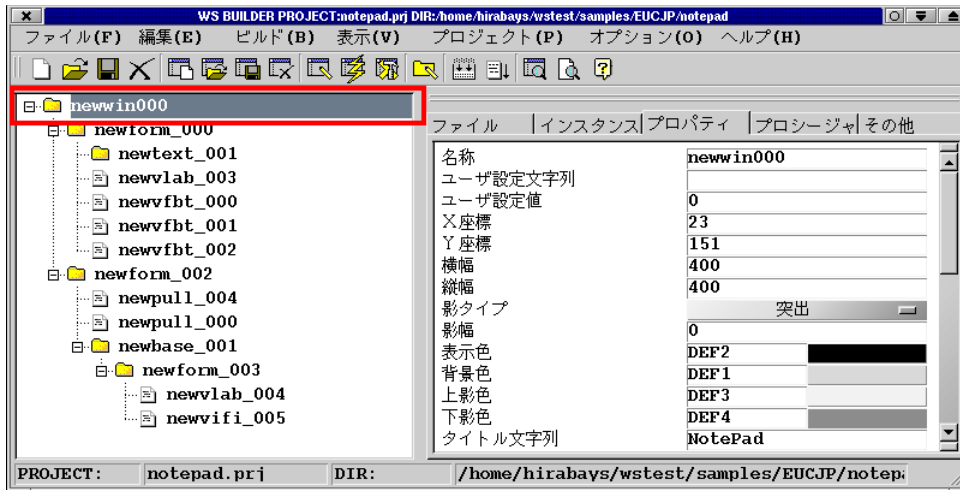 WS BUILDER PROJECT:notepad.prj DIR:/home/hirabays/wstest/samples/EUCJP/notepad
ファイル(F) 編集(E) ビルド(B) 表示(V) プロジェクト(P) オプション(O) ヘルプ(H)
newwin000
newform_000
newtext_001
newvlab_003
newvfbt_000
newvfbt_001
newvfbt_002
newform_002
newpull_004
newpull_000
newbase_001
newform_003
newvlab_004
newvifi_005
ファイル インスタンス プロパティ プロシージャ その他
名称 newwin000
ユーザ設定文字列
ユーザ設定値 0
X座標 23
Y座標 151
横幅 400
縦幅 400
影タイプ 突出
影幅 0
表示色 DEF2
背景色 DEF1
上影色 DEF3
下影色 DEF4
タイトル文字列 NotePad
PROJECT: notepad.prj DIR: /home/hirabays/wstest/samples/EUCJP/notep